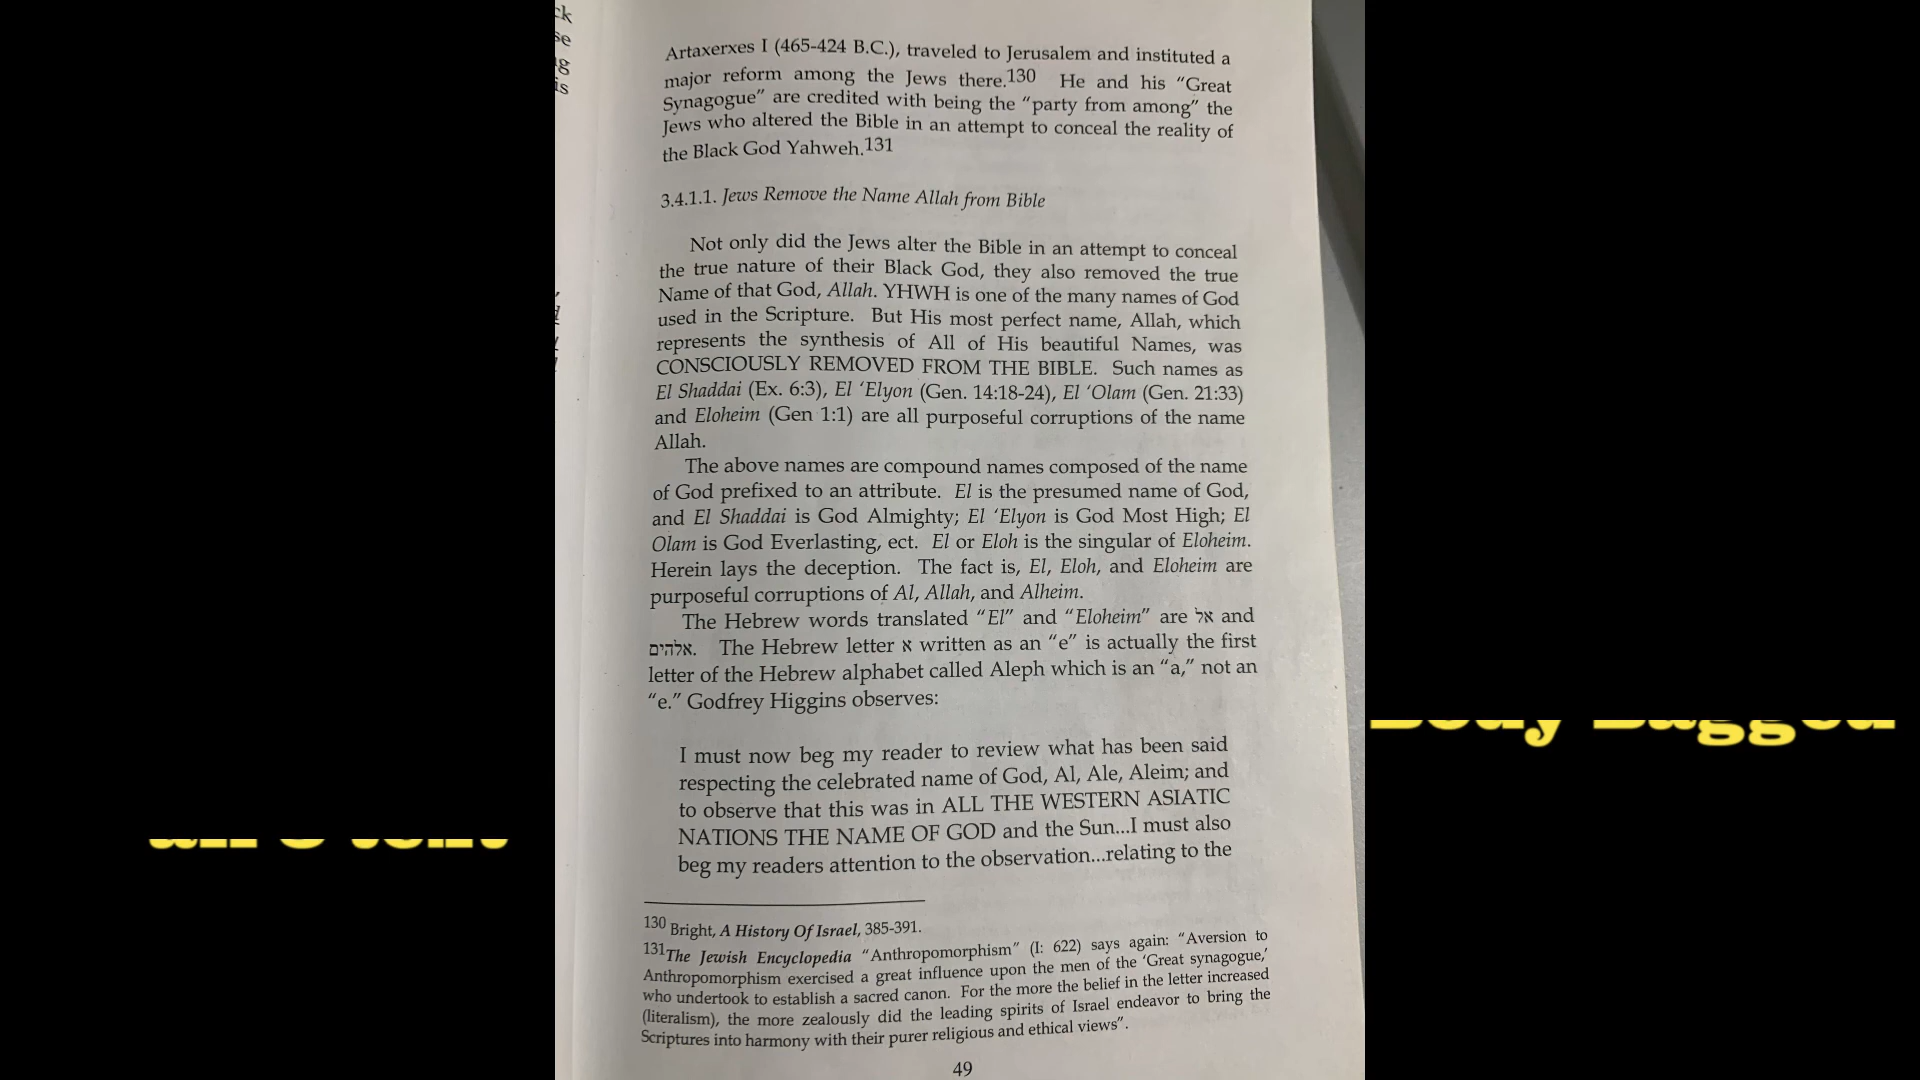 ck
se
ng
is
Artaxerxes I (465-424 B.C.), traveled to Jerusalem and instituted a
major reform among the Jews there.130 He and his “Great
Synagogue” are credited with being the “party from among” the
Jews who altered the Bible in an attempt to conceal the reality of
the Black God Yahweh.131
3.4.1.1. Jews Remove the Name Allah from Bible
Not only did the Jews alter the Bible in an attempt to conceal
the true nature of their Black God, they also removed the true
Name of that God, Allah. YHWH is one of the many names of God
used in the Scripture. But His most perfect name, Allah, which
represents the synthesis of All of His beautiful Names, was
CONSCIOUSLY REMOVED FROM THE BIBLE. Such names as
El Shaddai (Ex. 6:3), El ‘Elyon (Gen. 14:18-24), El ‘Olam (Gen. 21:33)
and Eloheim (Gen 1:1) are all purposeful corruptions of the name
Allah.
The above names are compound names composed of the name
of God prefixed to an attribute. El is the presumed name of God,
and El Shaddai is God Almighty; El ‘Elyon is God Most High; El
Olam is God Everlasting, ect. El or Eloh is the singular of Eloheim.
Herein lays the deception. The fact is, El, Eloh, and Eloheim are
purposeful corruptions of Al, Allah, and Alheim.
The Hebrew words translated “El” and “Eloheim” are אל and
אלהים. The Hebrew letter א written as an “e” is actually the first
letter of the Hebrew alphabet called Aleph which is an “a,” not an
“e.” Godfrey Higgins observes:
I must now beg my reader to review what has been said
respecting the celebrated name of God, Al, Ale, Aleim; and
to observe that this was in ALL THE WESTERN ASIATIC
NATIONS THE NAME OF GOD and the Sun...I must also
beg my readers attention to the observation...relating to the
130 Bright, A History Of Israel, 385-391.
131The Jewish Encyclopedia “Anthropomorphism” (I: 622) says again: “Aversion to
Anthropomorphism exercised a great influence upon the men of the ‘Great synagogue,’
who undertook to establish a sacred canon. For the more the belief in the letter increased
(literalism), the more zealously did the leading spirits of Israel endeavor to bring the
Scriptures into harmony with their purer religious and ethical views”.
49
Body Bagged